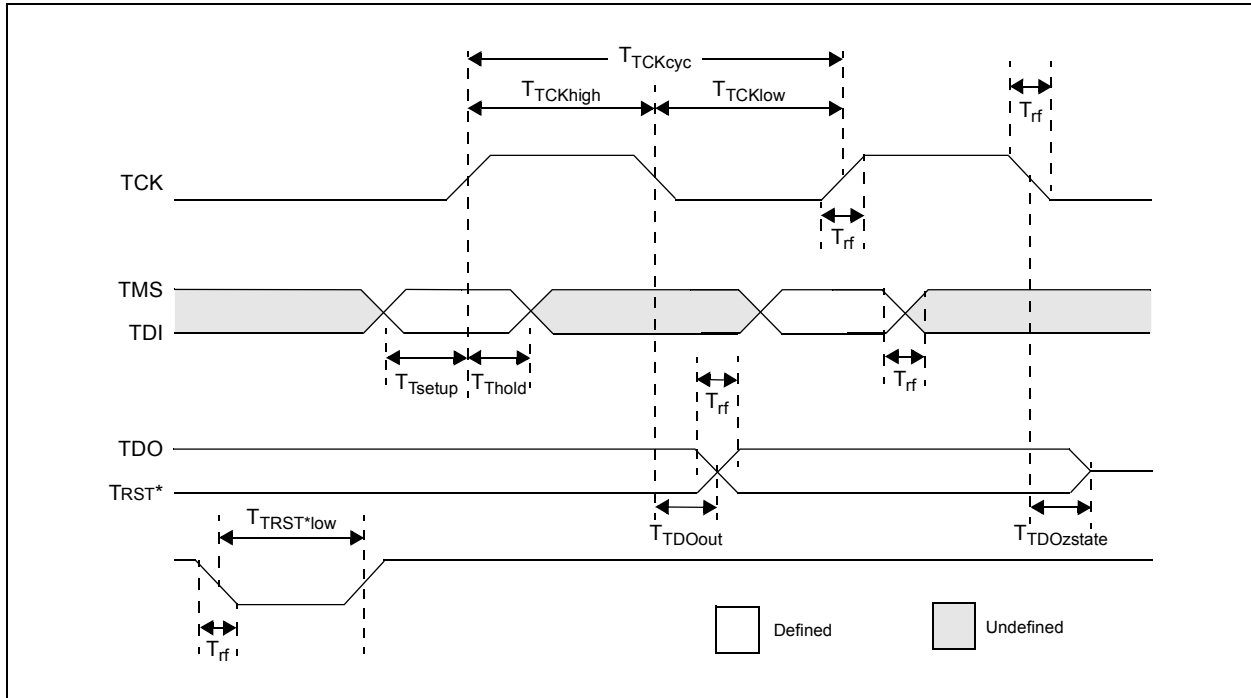 TTCKcyc
TTCKhigh
TTCKlow
Trf
TCK
Trf
TMS
TDI
TTsetup
TThold
Trf
Trf
TDO
TRST*
TTRST*low
TTDOout
TTDOzstate
Trf
Defined
Undefined